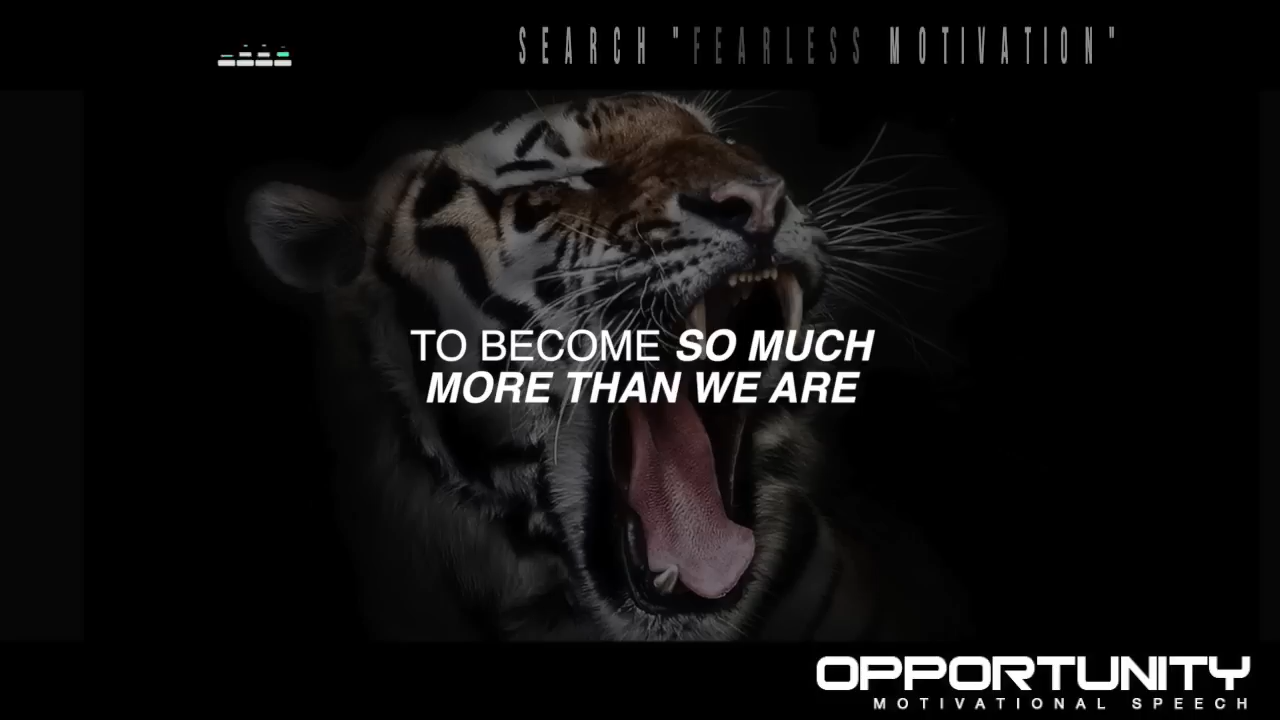 SEARCH "FEARLESS MOTIVATION"
TO BECOME SO MUCH
MORE THAN WE ARE
OPPORTUNITY
MOTIVATIONAL SPEECH